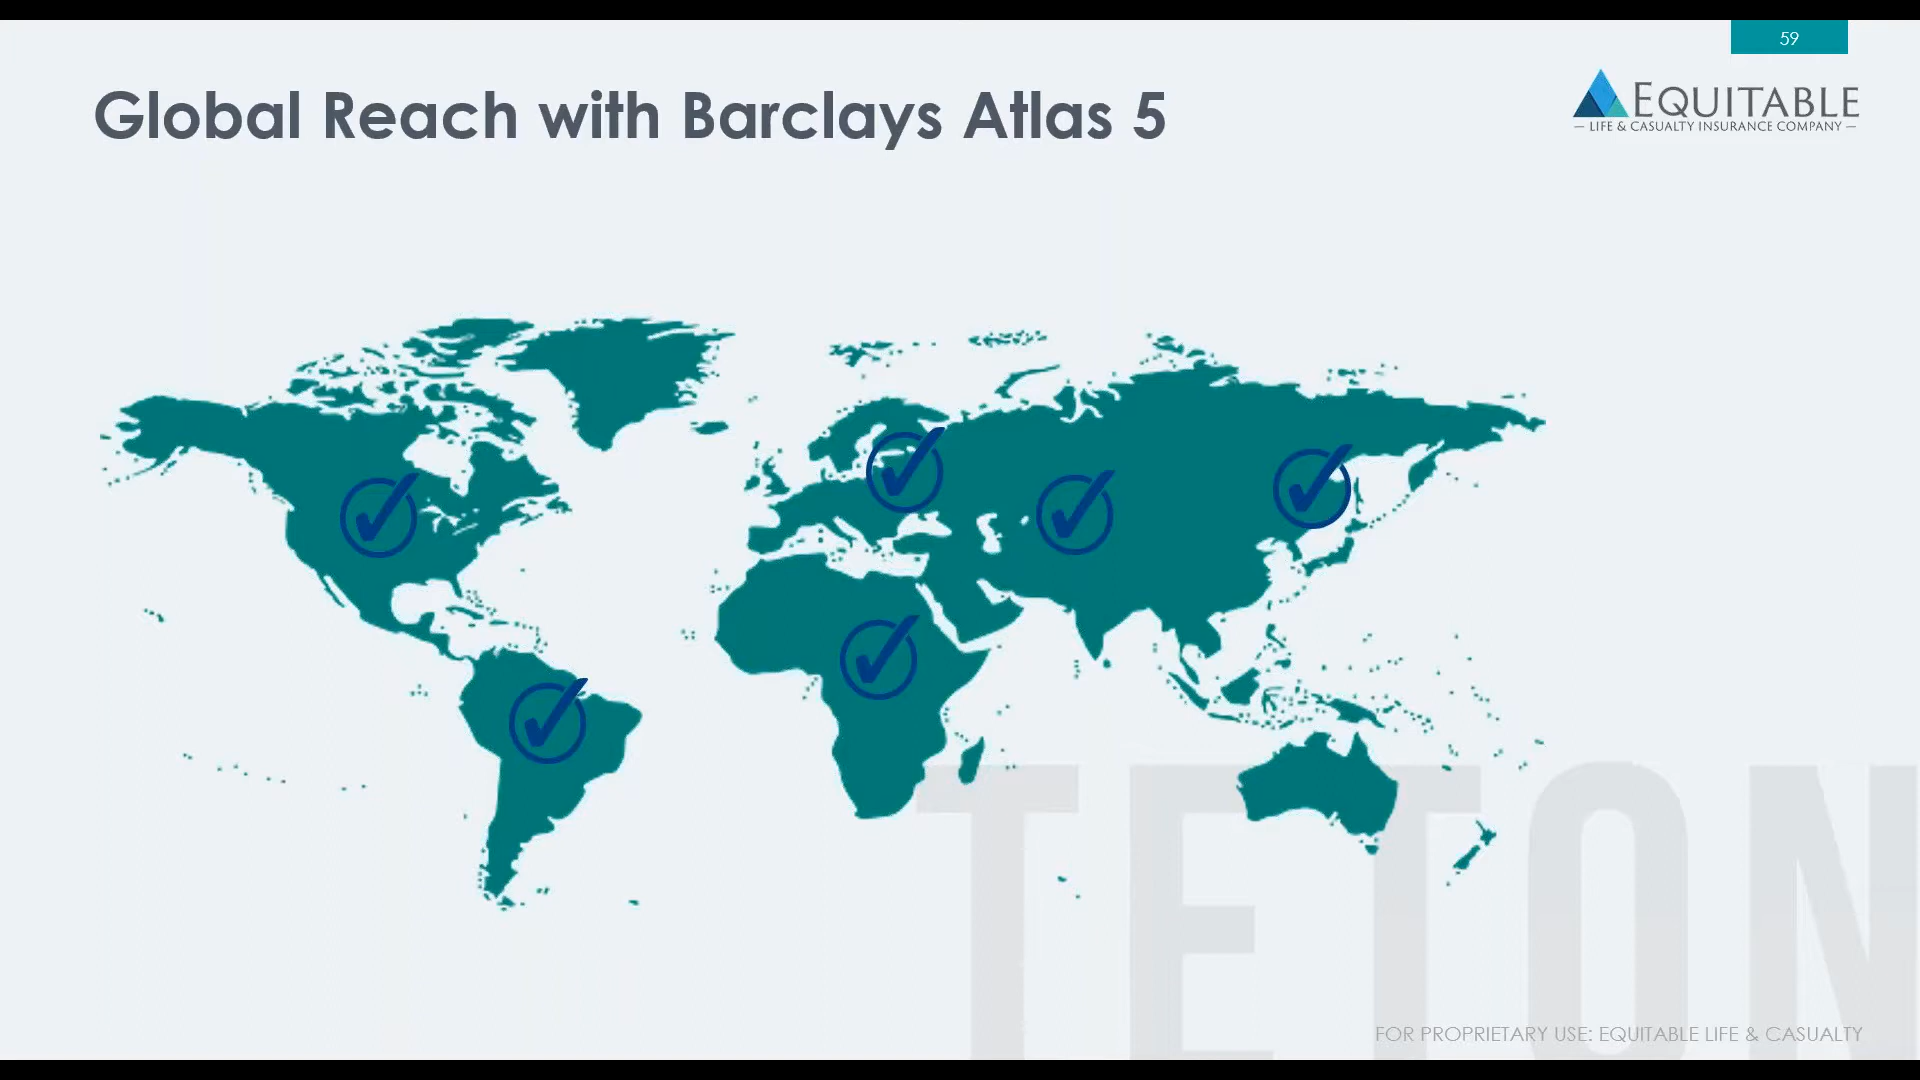 59
Global Reach with Barclays Atlas 5
EQUITABLE
— LIFE & CASUALTY INSURANCE COMPANY —
TETON
FOR PROPRIETARY USE: EQUITABLE LIFE & CASUALTY